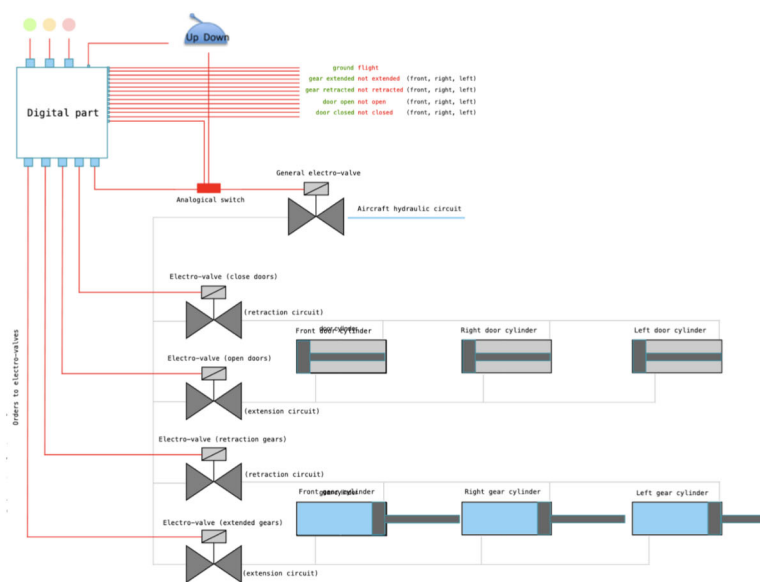 Up Down
ground flight
gear extended not extended (front, right, left)
gear retracted not retracted (front, right, left)
door open not open (front, right, left)
door closed not closed (front, right, left)
Digital part
General electro-valve
Analogical switch
Aircraft hydraulic circuit
Electro-valve (close doors)
(retraction circuit)
Front door cylinder
Right door cylinder
Left door cylinder
Electro-valve (open doors)
(extension circuit)
Orders to electro-valves
Electro-valve (retraction gears)
(retraction circuit)
Front gear cylinder
Right gear cylinder
Left gear cylinder
Electro-valve (extended gears)
(extension circuit)